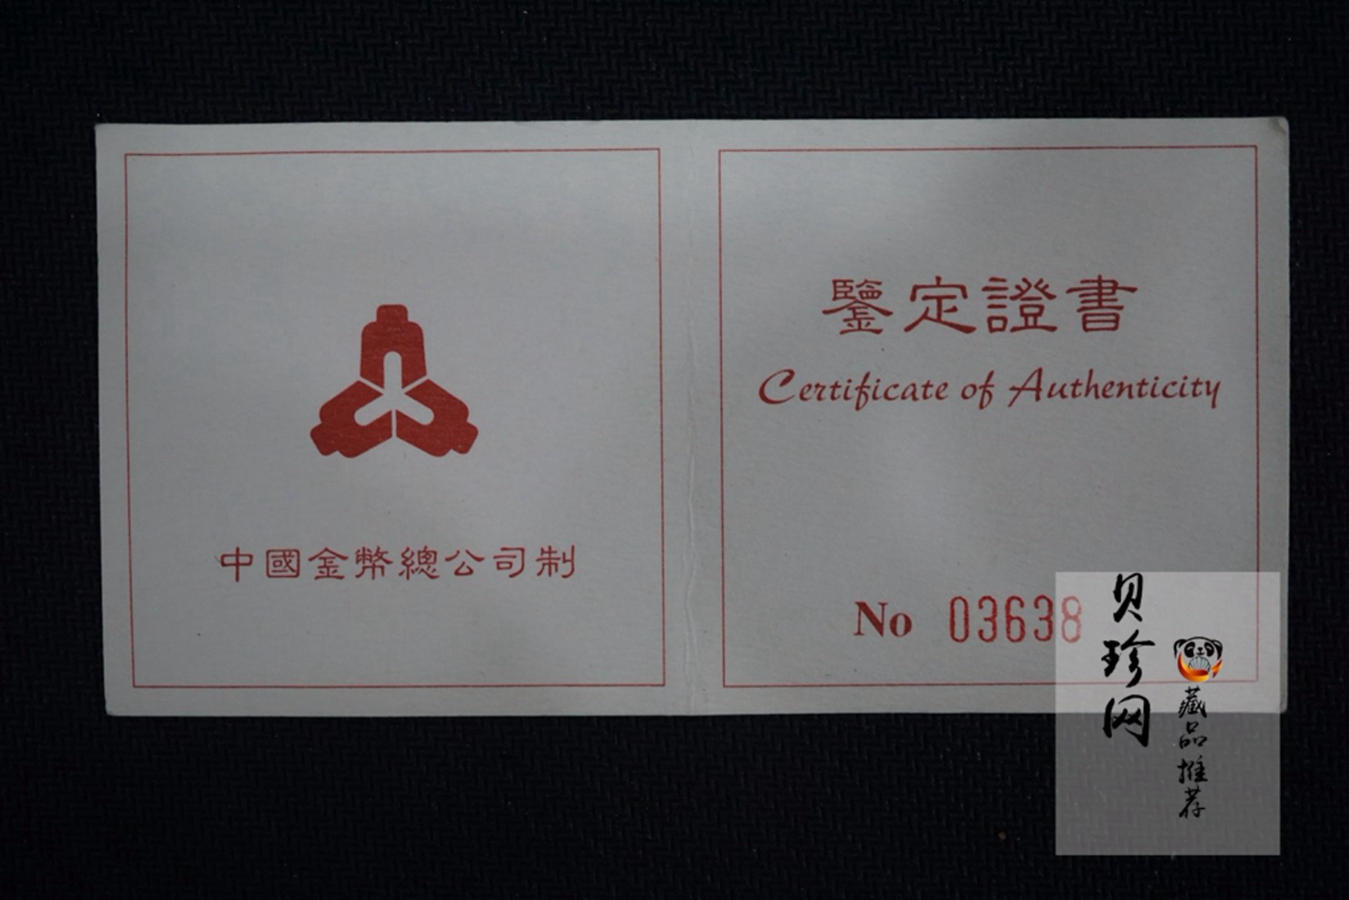 中國金幣總公司制
鑒定證書
Certificate of Authenticity
No 03638
贝珍网
藏品推荐